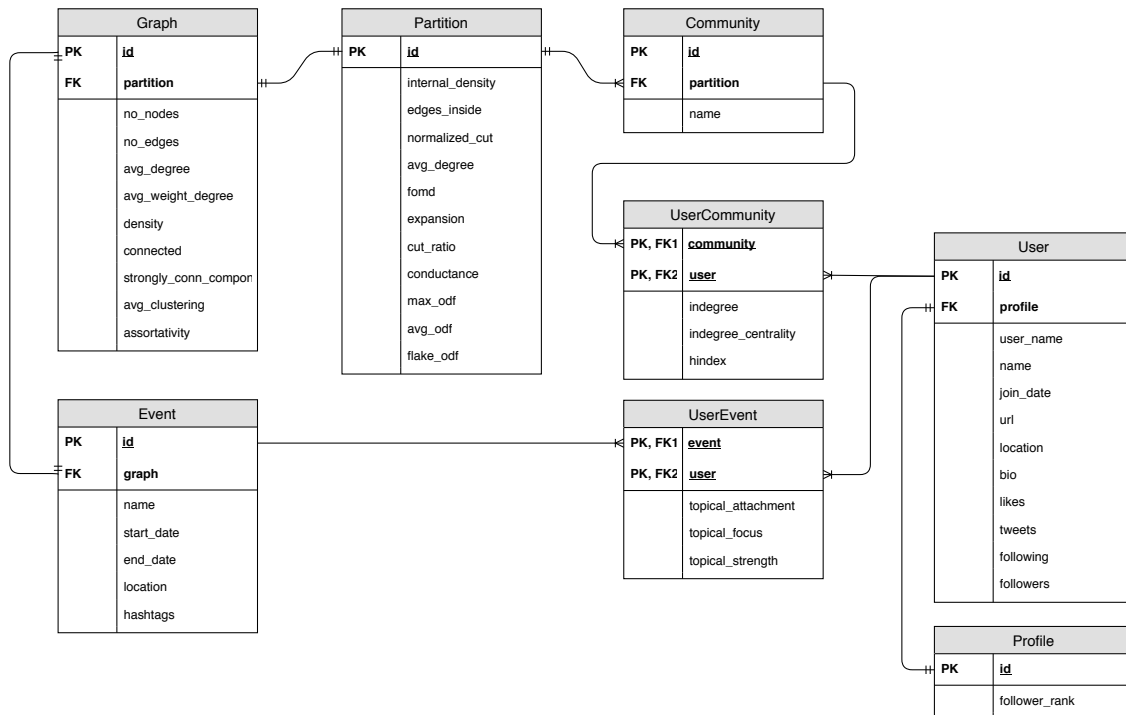 Graph
PK id
FK partition
no_nodes
no_edges
avg_degree
avg_weight_degree
density
connected
strongly_conn_compon
avg_clustering
assortativity
Partition
PK id
internal_density
edges_inside
normalized_cut
avg_degree
fomd
expansion
cut_ratio
conductance
max_odf
avg_odf
flake_odf
Community
PK id
FK partition
name
UserCommunity
PK, FK1 community
PK, FK2 user
indegree
indegree_centrality
hindex
User
PK id
FK profile
user_name
name
join_date
url
location
bio
likes
tweets
following
followers
Event
PK id
FK graph
name
start_date
end_date
location
hashtags
UserEvent
PK, FK1 event
PK, FK2 user
topical_attachment
topical_focus
topical_strength
Profile
PK id
follower_rank